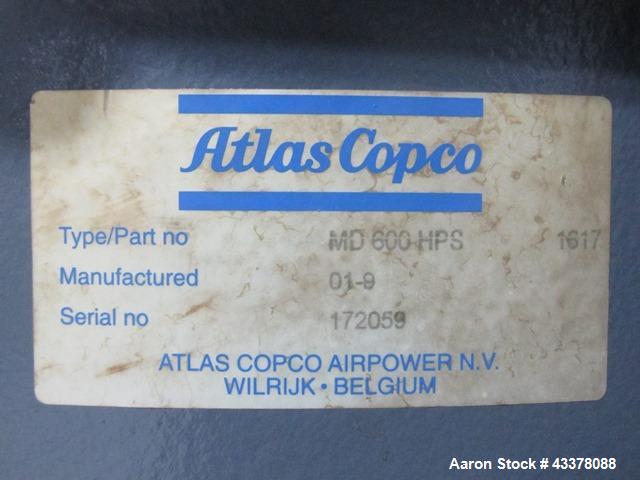 Atlas Copco
Type/Part no MD 600 HPS 1617
Manufactured 01-9
Serial no 172059
ATLAS COPCO AIRPOWER N.V.
WILRIJK • BELGIUM
Aaron Stock # 43378088